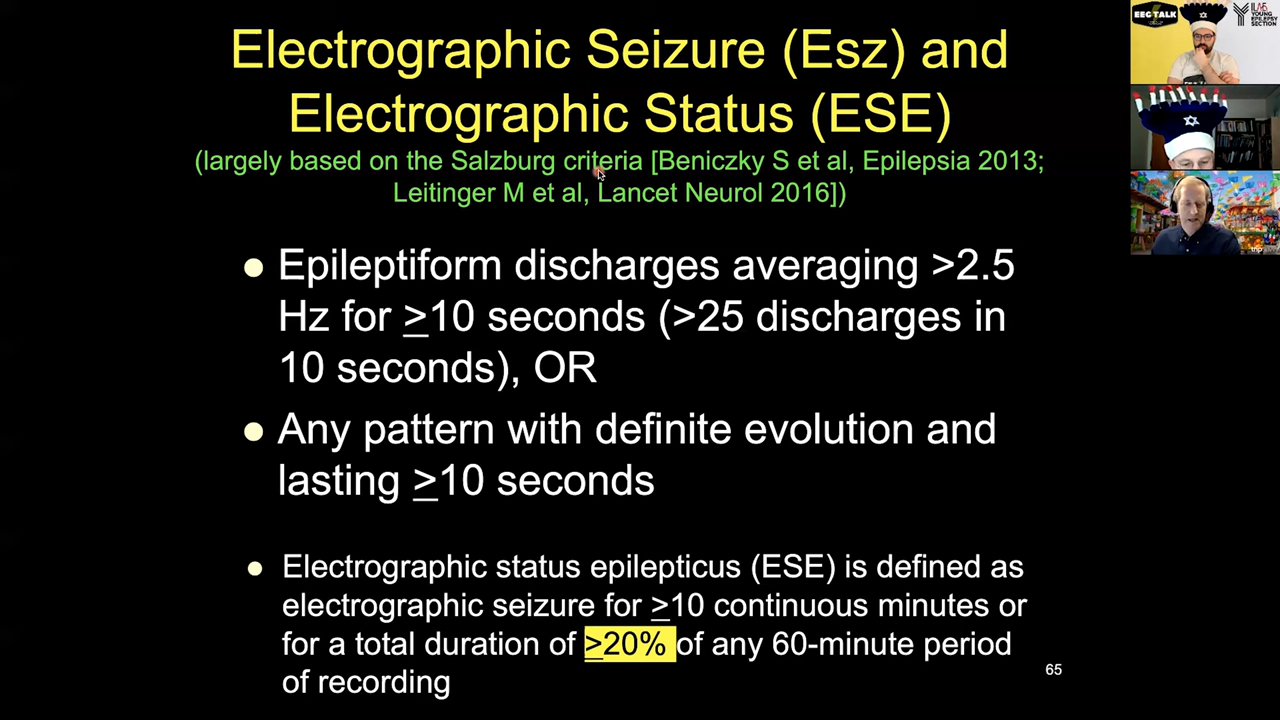 Electrographic Seizure (Esz) and
Electrographic Status (ESE)
(largely based on the Salzburg criteria [Beniczky S et al, Epilepsia 2013;
Leitinger M et al, Lancet Neurol 2016])
● Epileptiform discharges averaging >2.5
Hz for ≥10 seconds (>25 discharges in
10 seconds), OR
● Any pattern with definite evolution and
lasting ≥10 seconds
● Electrographic status epilepticus (ESE) is defined as
electrographic seizure for ≥10 continuous minutes or
for a total duration of ≥20% of any 60-minute period
of recording
65
EEG TALK
YOUNG
EPILEPSY
SECTION